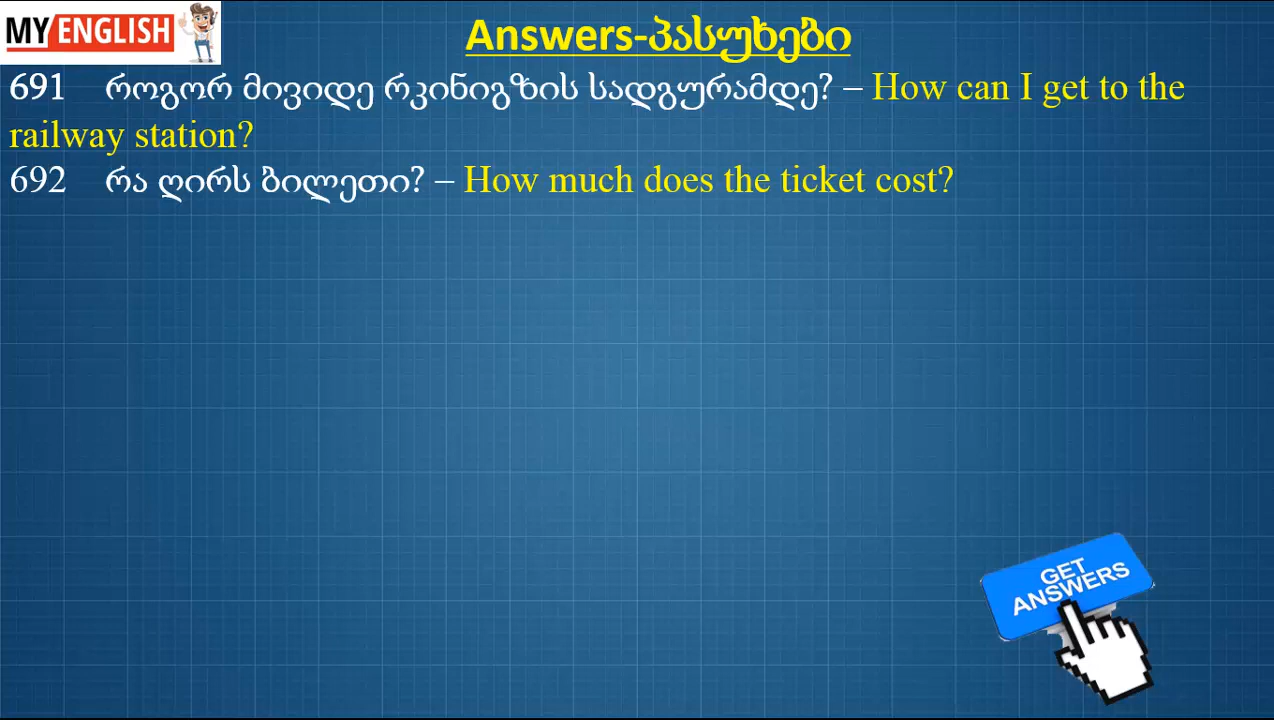 MY ENGLISH
Answers-პასუხები
691 როგორ მივიდე რკინიგზის სადგურამდე? – How can I get to the
railway station?
692 რა ღირს ბილეთი? – How much does the ticket cost?
GET
ANSWERS